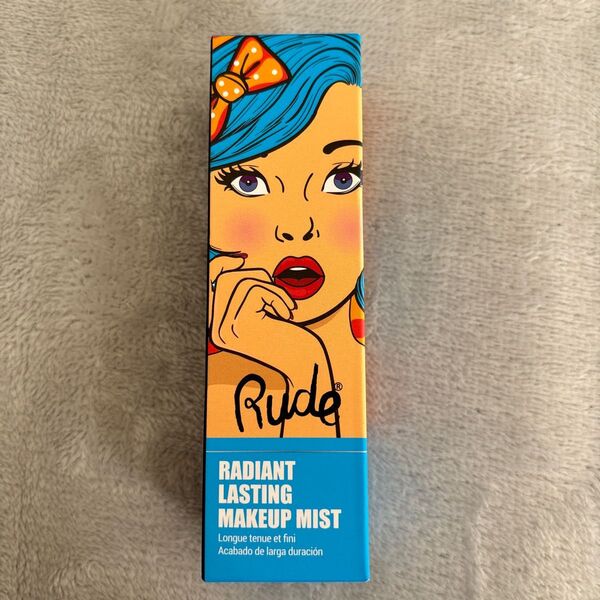 Rude®
RADIANT
LASTING
MAKEUP MIST
Longue tenue et fini
Acabado de larga duración